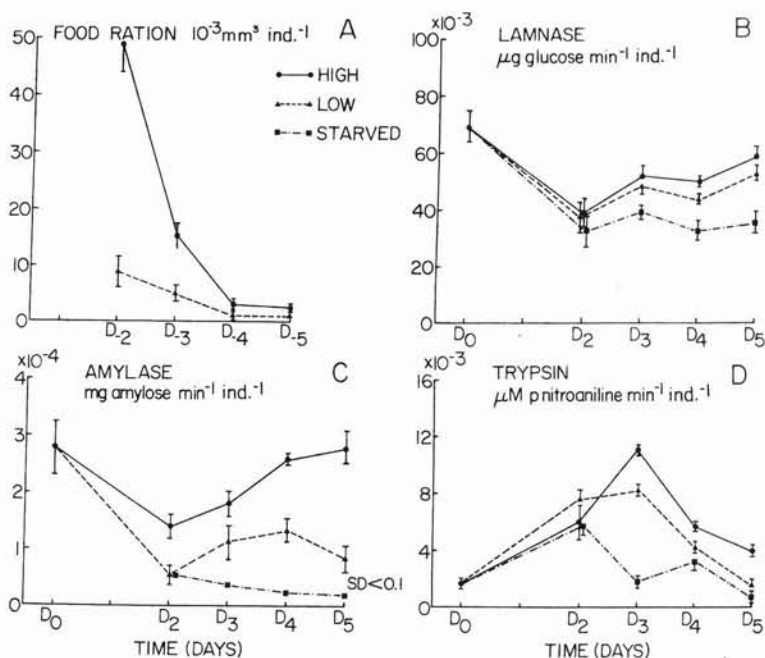 FOOD RATION 10⁻³mm³ ind.⁻¹
A
50
40
30
20
10
0
HIGH
LOW
STARVED
D-2 D-3 D-4 D-5
×10⁻³
LAMNASE
B
µg glucose min⁻¹ ind.⁻¹
100
80
60
40
20
0
D0 D2 D3 D4 D5
×10⁻⁴
AMYLASE
C
mg amylose min⁻¹ ind.⁻¹
4
3
2
1
0
SD<0.1
D0 D2 D3 D4 D5
TIME (DAYS)
×10⁻³
TRYPSIN
D
µM pnitroaniline min⁻¹ ind.⁻¹
16
12
8
4
0
D0 D2 D3 D4 D5
TIME (DAYS)